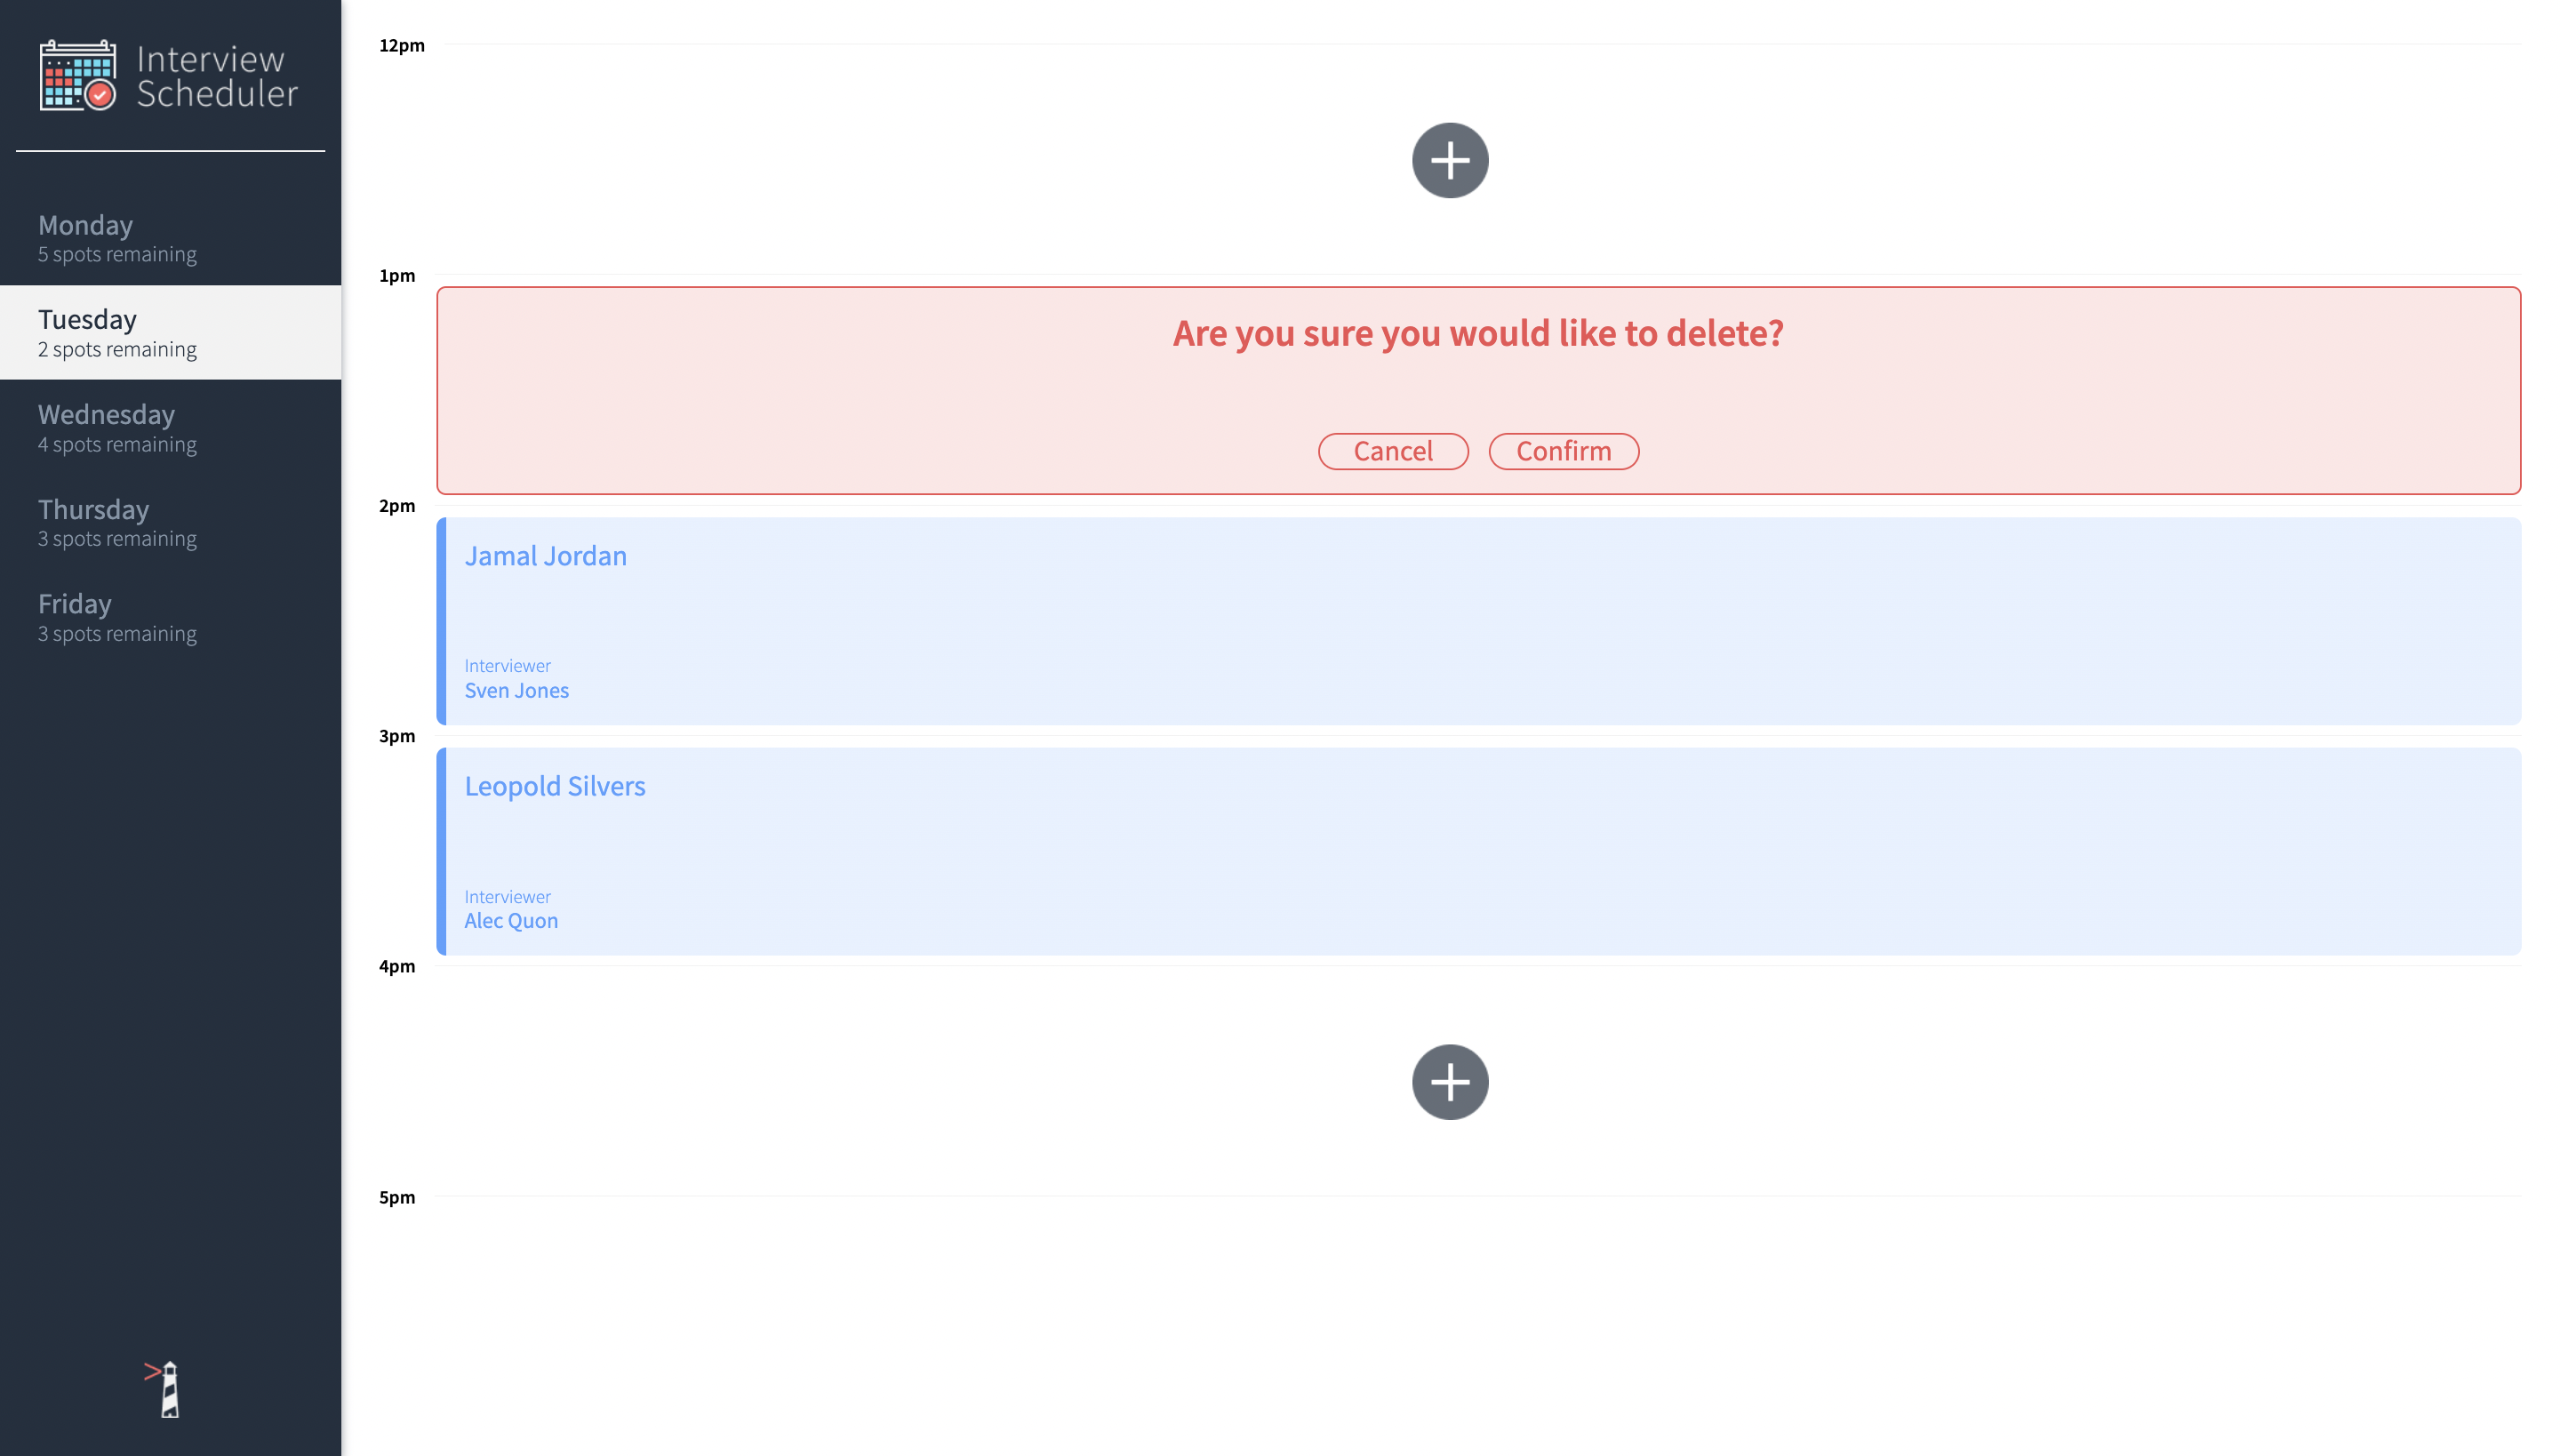 Interview
Scheduler
Monday
5 spots remaining
Tuesday
2 spots remaining
Wednesday
4 spots remaining
Thursday
3 spots remaining
Friday
3 spots remaining
12pm
1pm
Are you sure you would like to delete?
Cancel Confirm
2pm
Jamal Jordan
Interviewer
Sven Jones
3pm
Leopold Silvers
Interviewer
Alec Quon
4pm
5pm